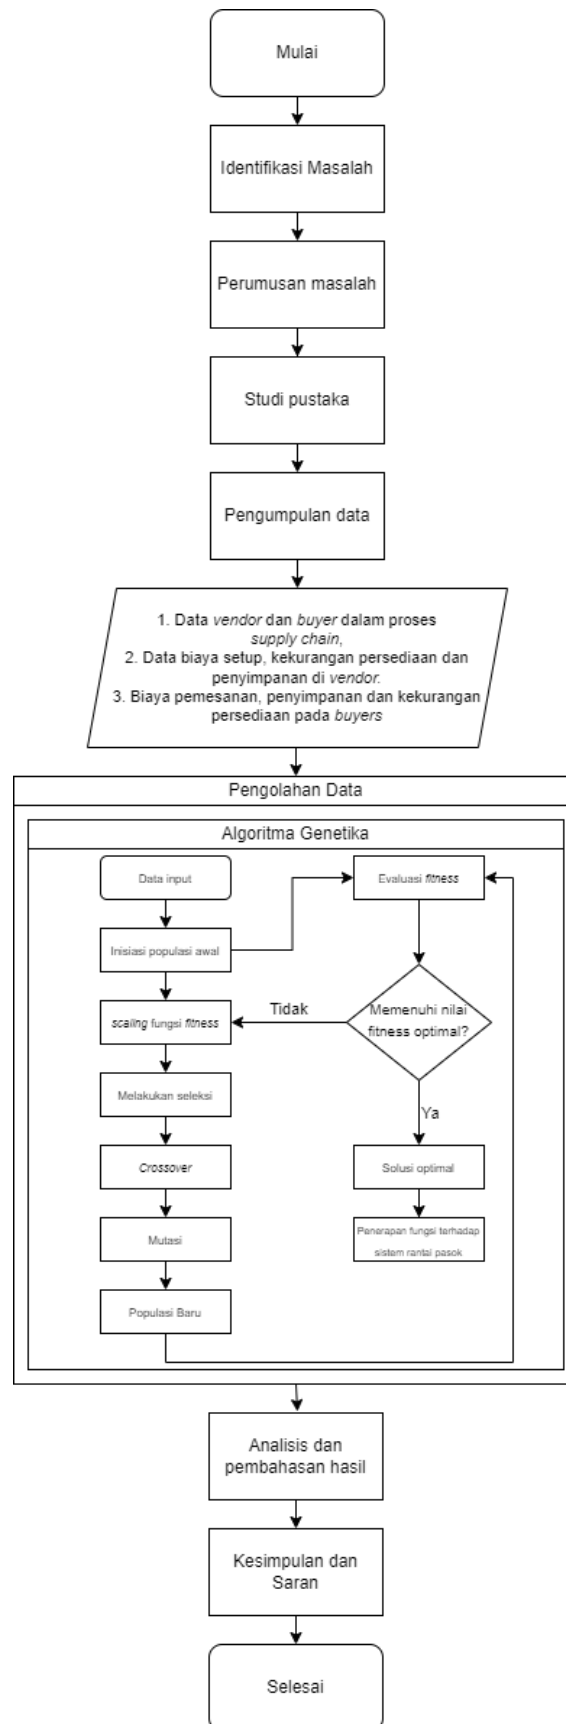 Mulai
Identifikasi Masalah
Perumusan masalah
Studi pustaka
Pengumpulan data
1. Data vendor dan buyer dalam proses
supply chain,
2. Data biaya setup, kekurangan persediaan dan
penyimpanan di vendor.
3. Biaya pemesanan, penyimpanan dan kekurangan
persediaan pada buyers
Pengolahan Data
Algoritma Genetika
Data input
Inisiasi populasi awal
scaling fungsi fitness
Melakukan seleksi
Crossover
Mutasi
Populasi Baru
Evaluasi fitness
Memenuhi nilai
fitness optimal?
Tidak
Ya
Solusi optimal
Penerapan fungsi terhadap
sistem rantai pasok
Analisis dan
pembahasan hasil
Kesimpulan dan
Saran
Selesai